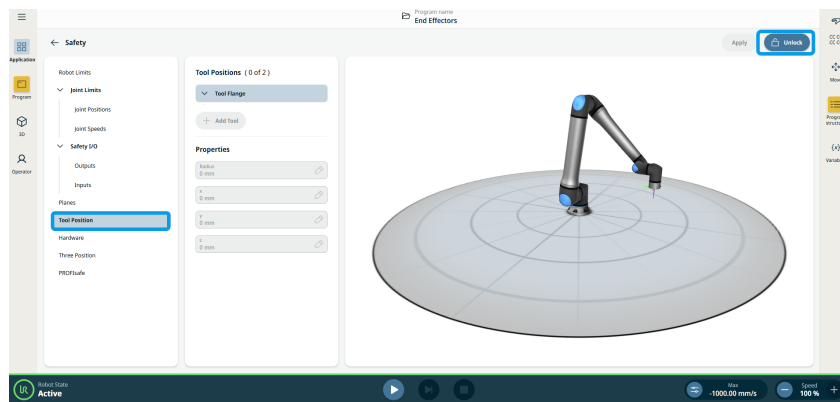 Program name
End Effectors
Safety
Apply
Unlock
Application
Program
3D
Operator
Robot Limits
Joint Limits
Joint Positions
Joint Speeds
Safety I/O
Outputs
Inputs
Planes
Tool Position
Hardware
Three Position
PROFIsafe
Tool Positions ( 0 of 2 )
Tool Flange
+ Add Tool
Properties
Radius
0 mm
X
0 mm
Y
0 mm
Z
0 mm
Move
{x}
UR
Robot State
Active
Max
-1000.00 mm/s
Speed
100 %